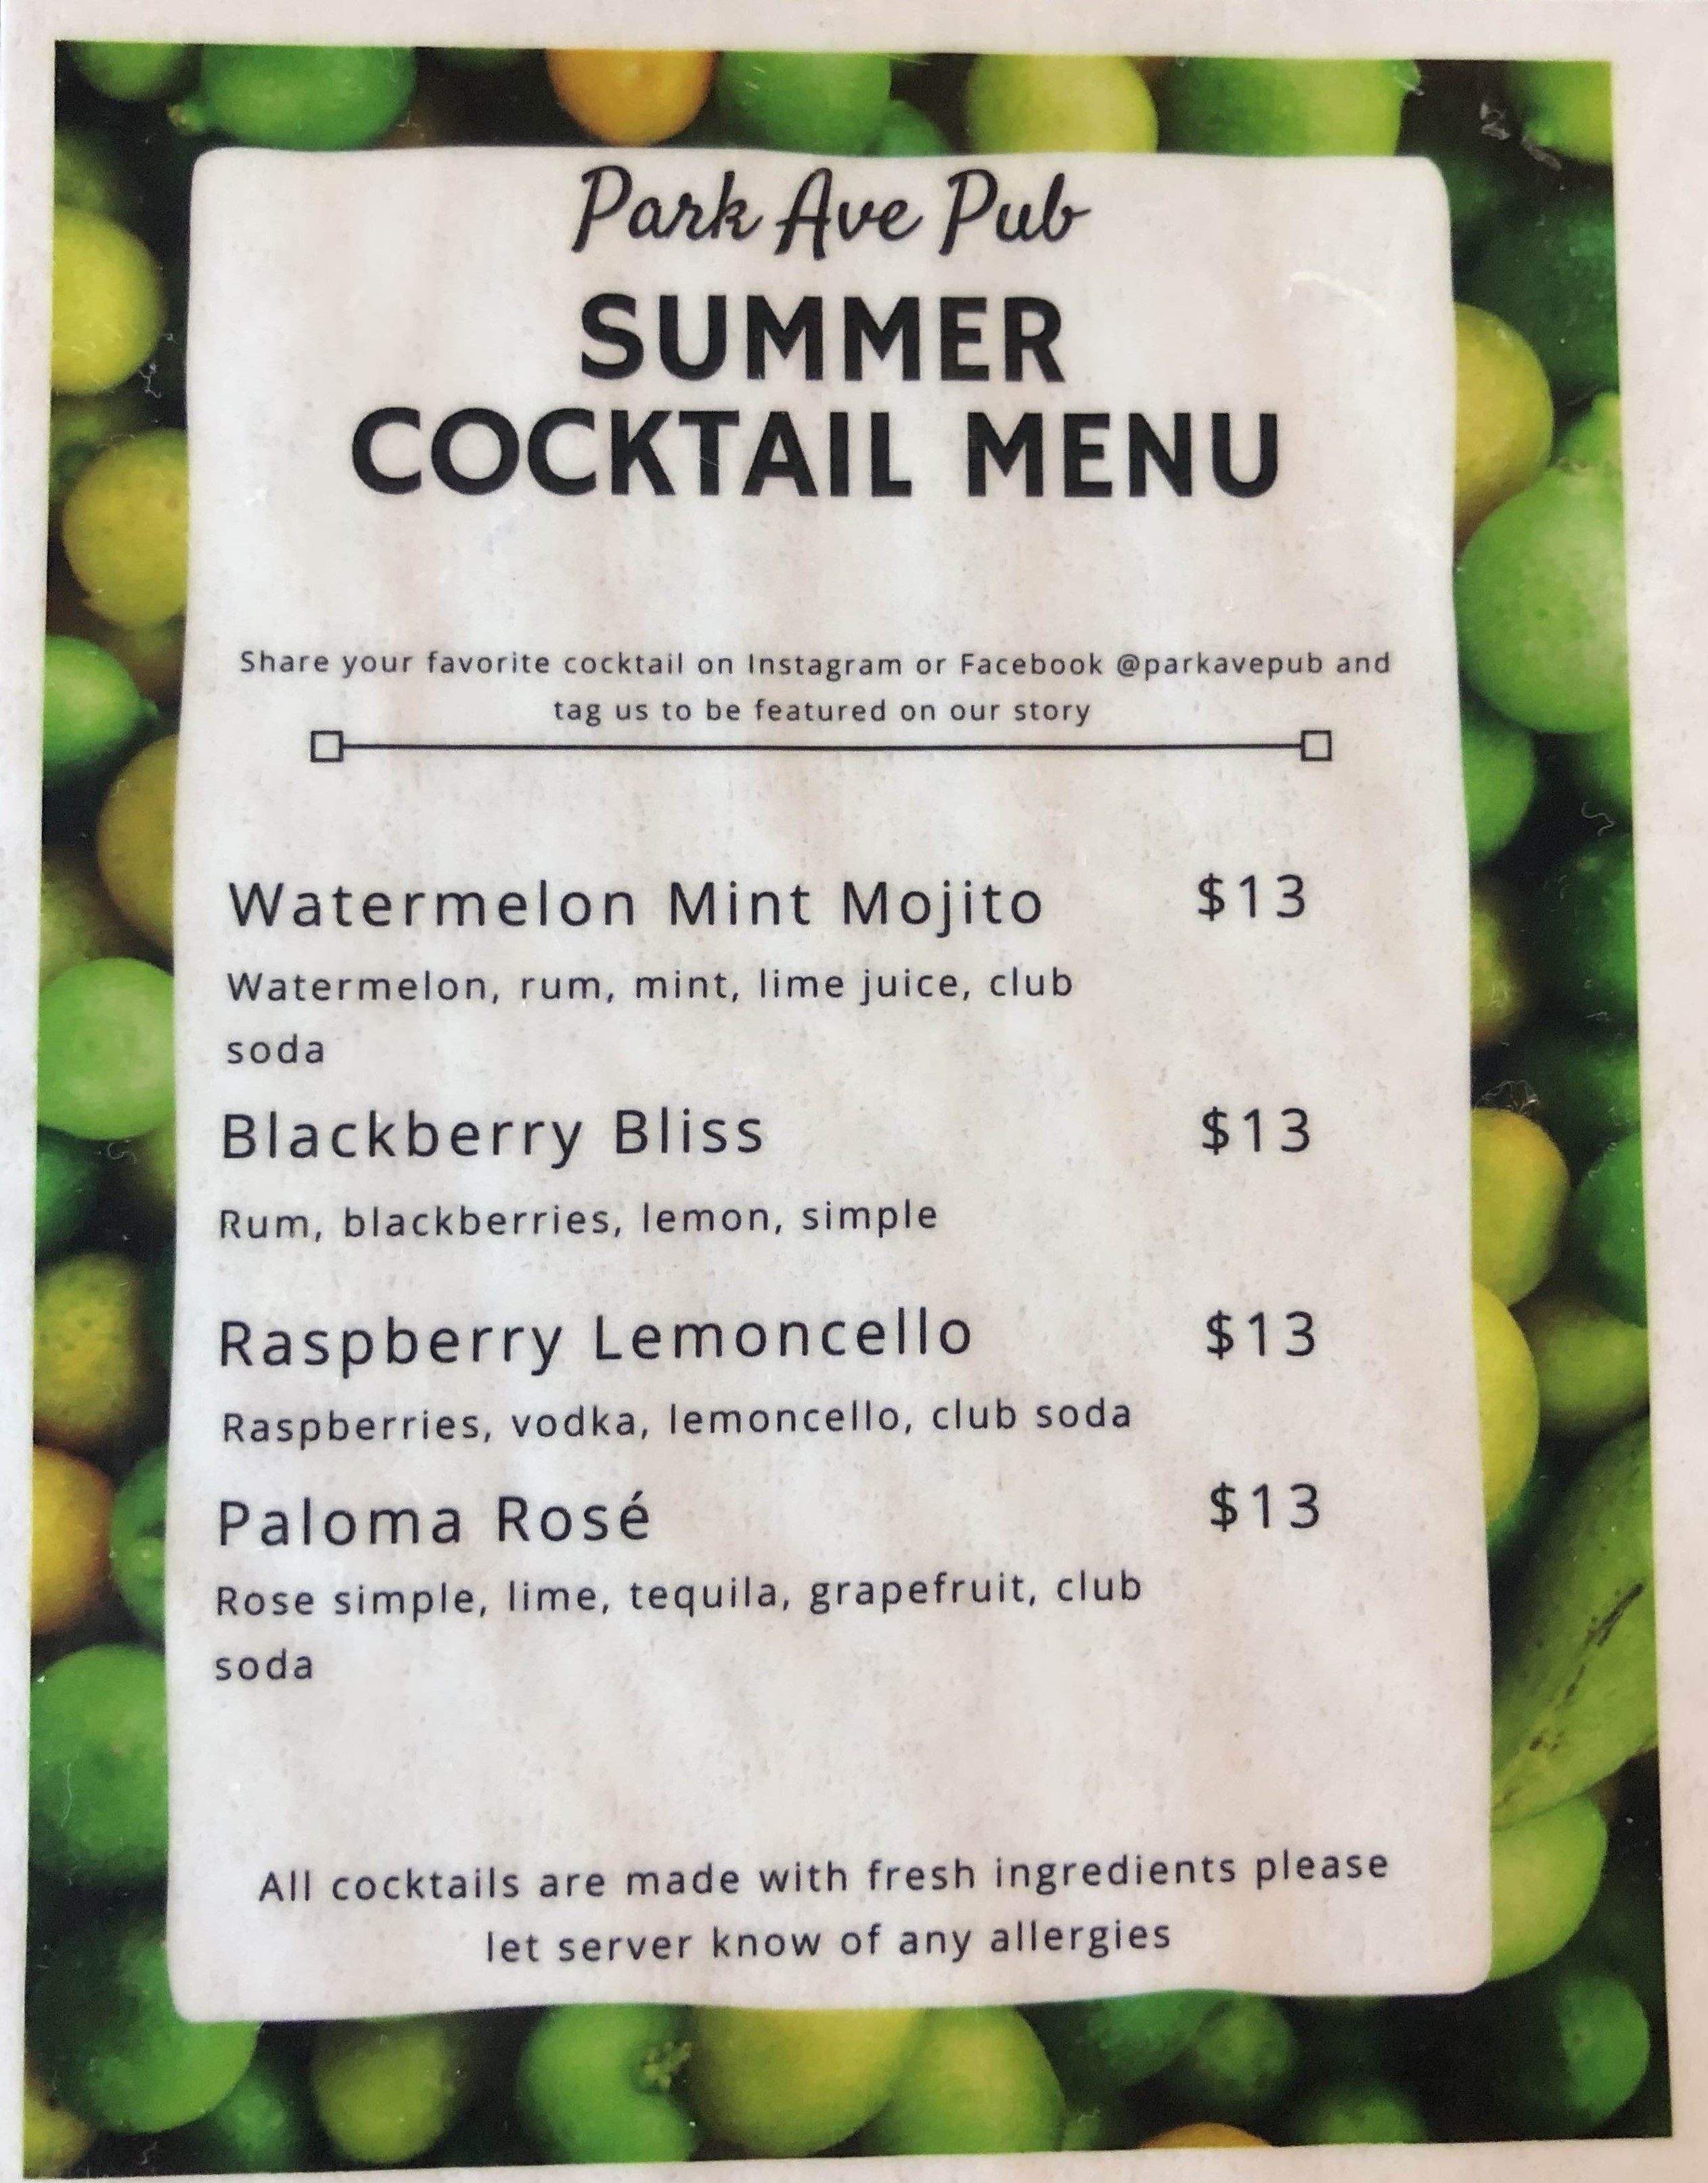 Park Ave Pub
SUMMER
COCKTAIL MENU
Share your favorite cocktail on Instagram or Facebook @parkavepub and
tag us to be featured on our story
Watermelon Mint Mojito $13
Watermelon, rum, mint, lime juice, club
soda
Blackberry Bliss $13
Rum, blackberries, lemon, simple
Raspberry Lemoncello $13
Raspberries, vodka, lemoncello, club soda
Paloma Rosé $13
Rose simple, lime, tequila, grapefruit, club
soda
All cocktails are made with fresh ingredients please
let server know of any allergies